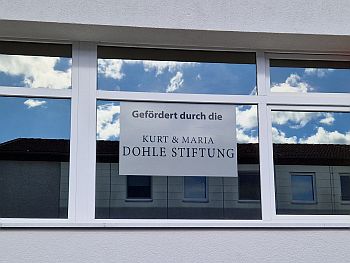 Gefördert durch die
KURT & MARIA
DOHLE STIFTUNG